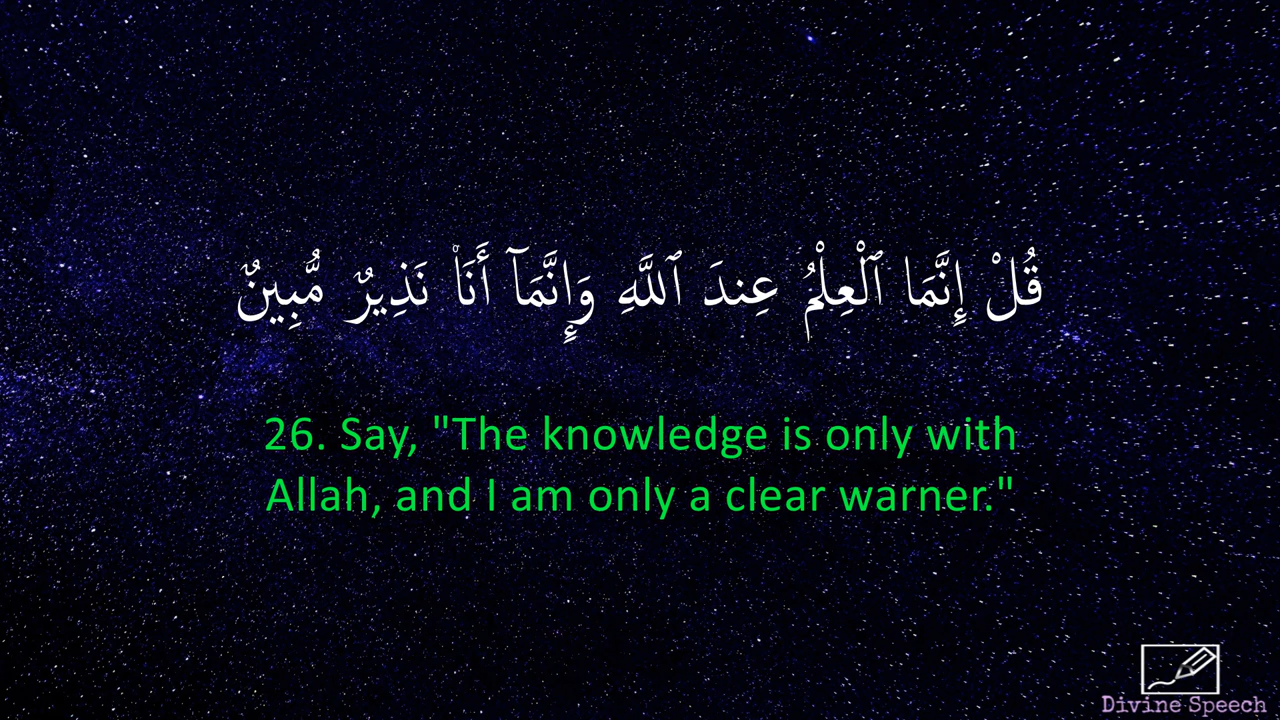 قُلْ إِنَّمَا ٱلْعِلْمُ عِندَ ٱللَّهِ وَإِنَّمَآ أَنَا۠ نَذِيرٌ مُّبِينٌ
26. Say, "The knowledge is only with
Allah, and I am only a clear warner."
Divine Speech